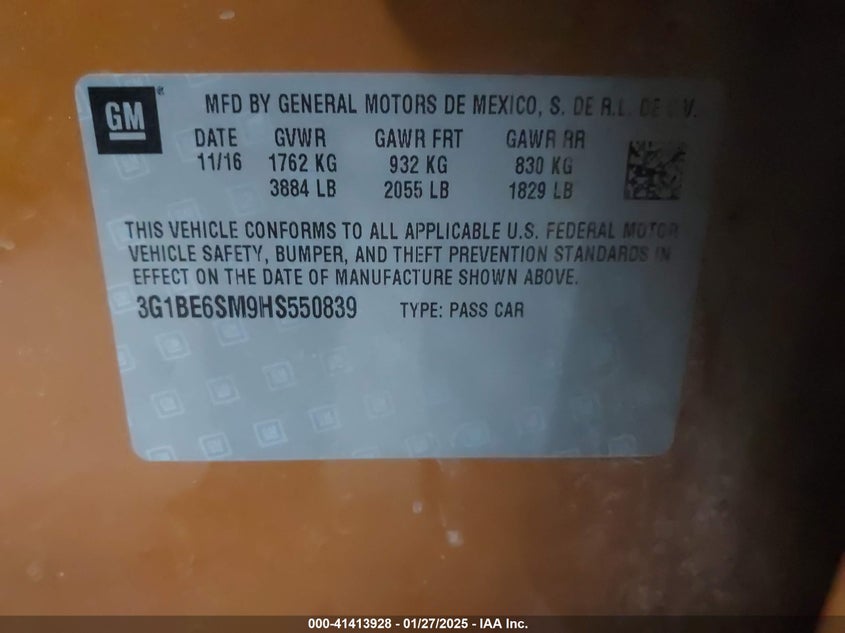 GM
MFD BY GENERAL MOTORS DE MEXICO, S. DE R.L. DE C.V.
DATE GVWR GAWR FRT GAWR RR
11/16 1762 KG 932 KG 830 KG
3884 LB 2055 LB 1829 LB
THIS VEHICLE CONFORMS TO ALL APPLICABLE U.S. FEDERAL MOTOR
VEHICLE SAFETY, BUMPER, AND THEFT PREVENTION STANDARDS IN
EFFECT ON THE DATE OF MANUFACTURE SHOWN ABOVE.
3G1BE6SM9HS550839 TYPE: PASS CAR
000-41413928 - 01/27/2025 - IAA Inc.